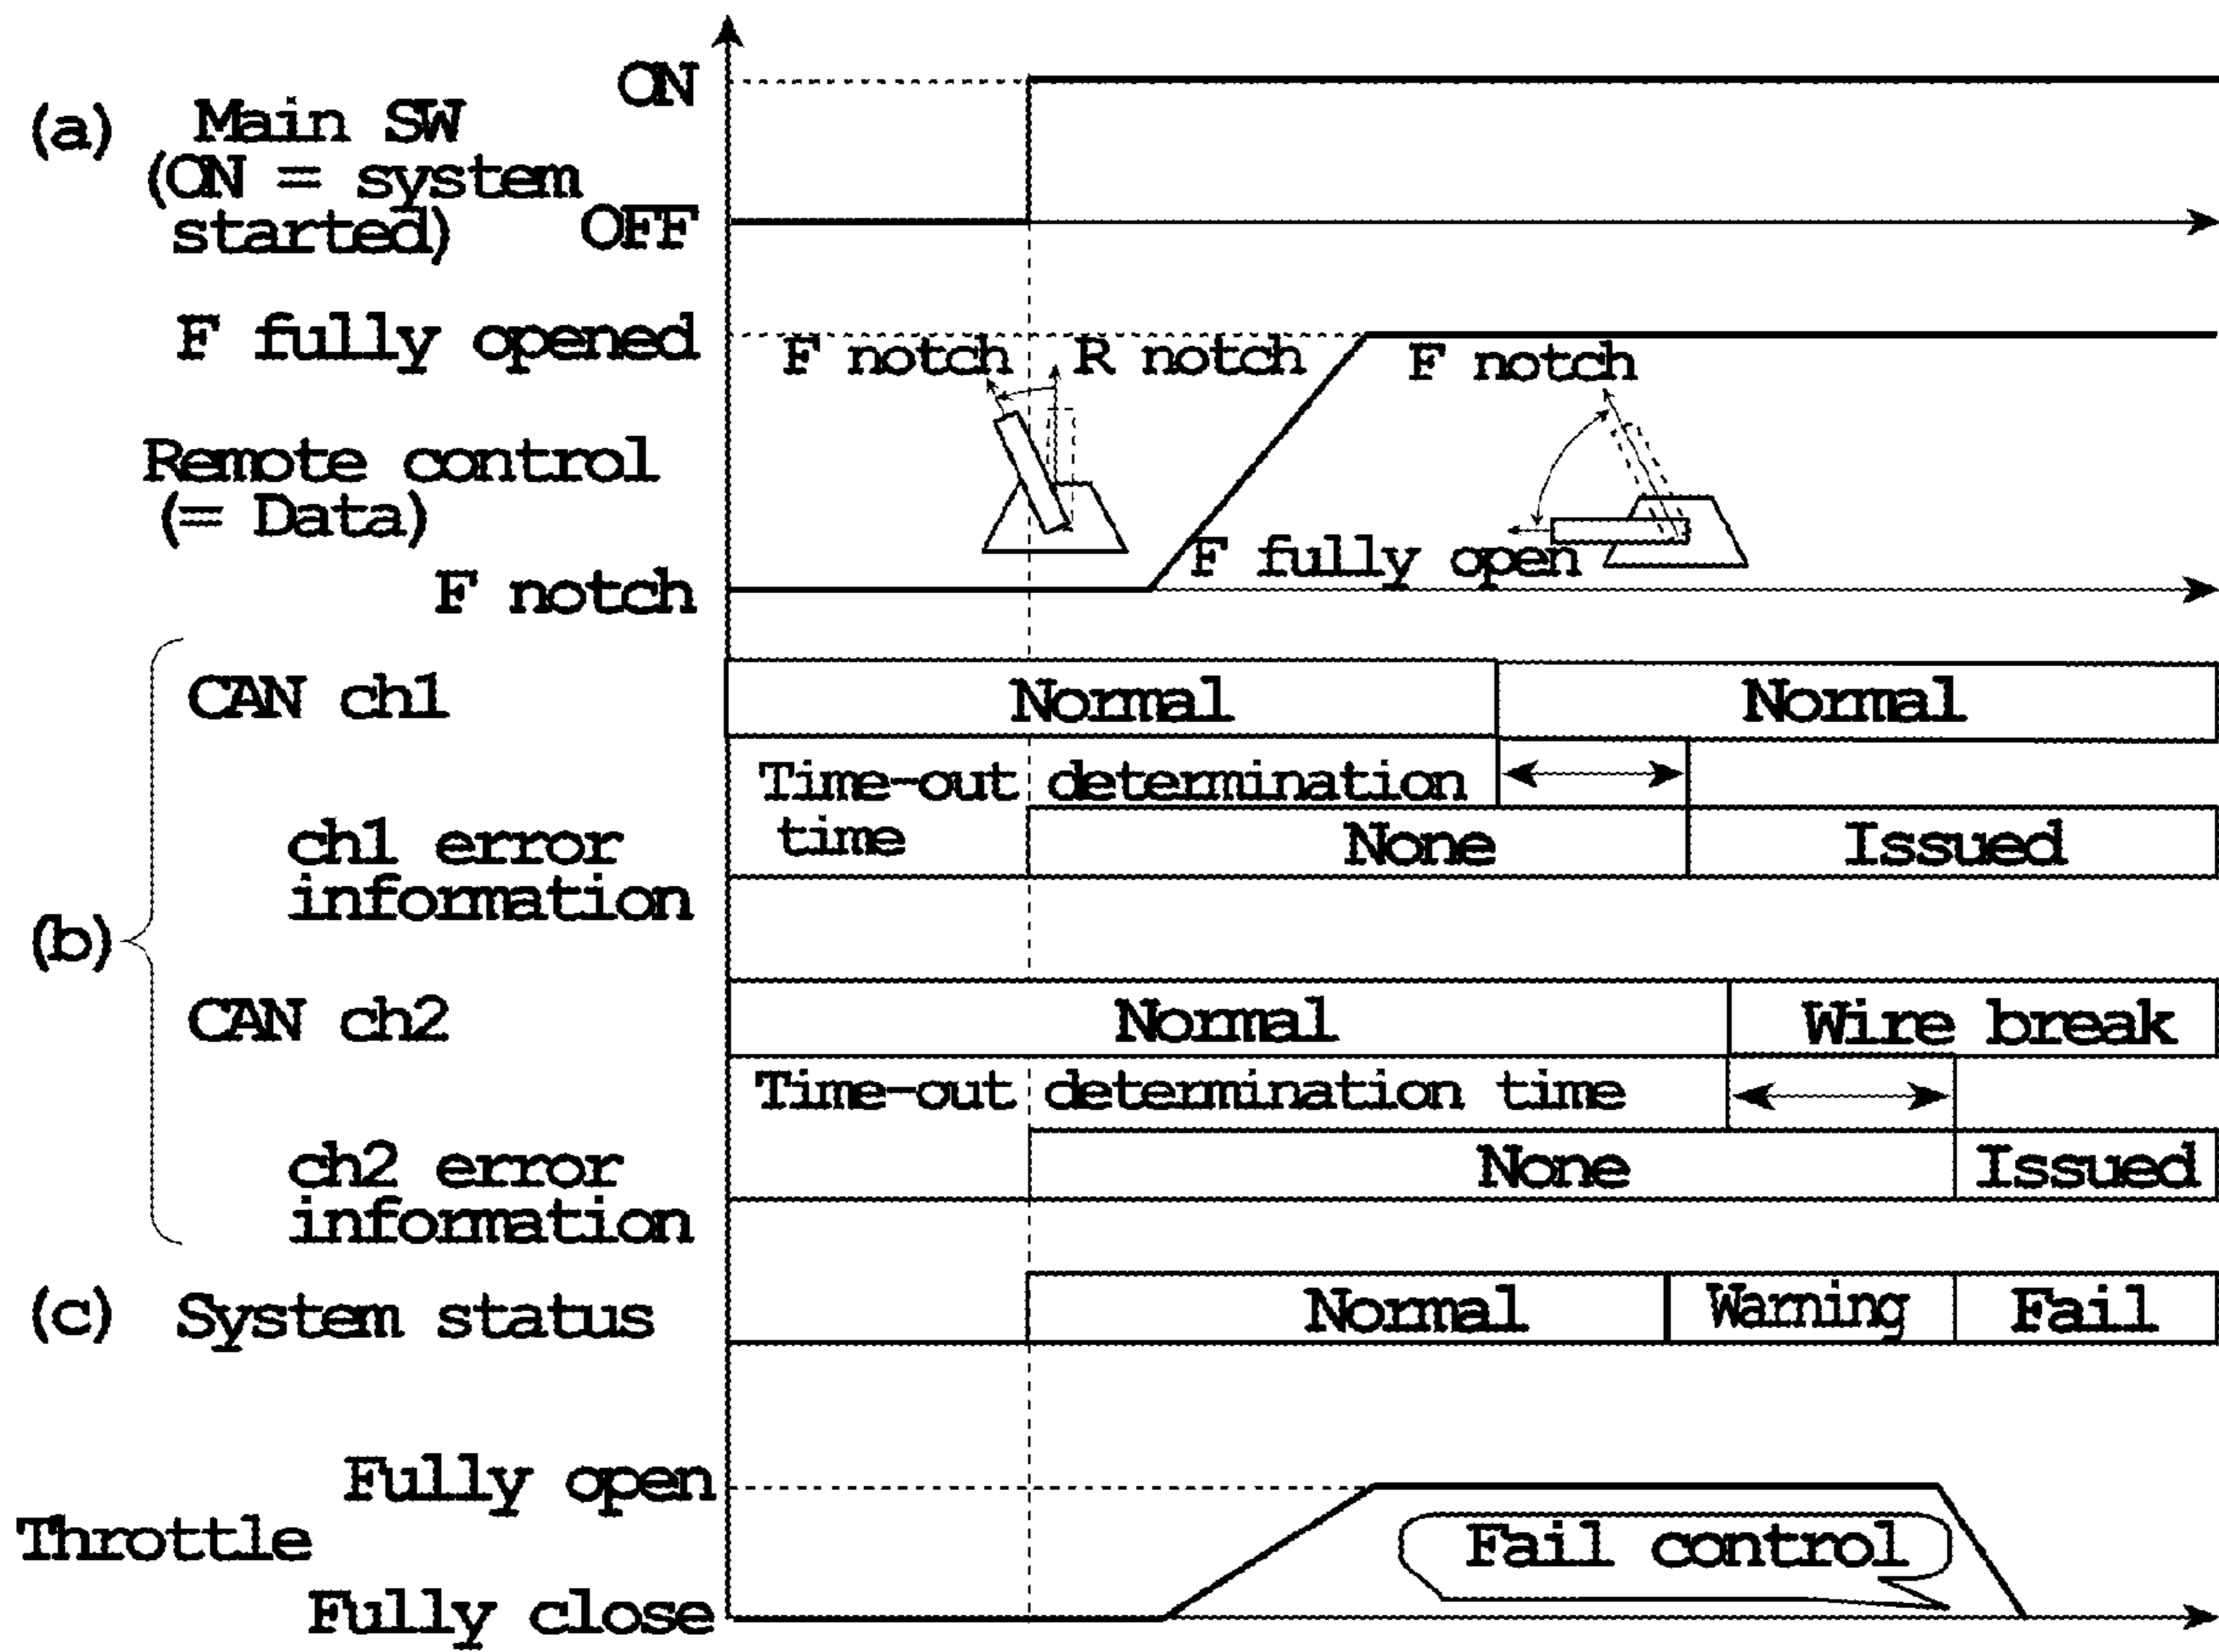 ON
(a) Main SW
(ON = system
started)
OFF
F fully opened
F notch
R notch
F notch
Remote control
(= Data)
F fully open
F notch
CAN ch1
Normal
Normal
Time-out determination
time
ch1 error
information
None
Issued
(b)
CAN ch2
Normal
Wire break
Time-out determination time
ch2 error
information
None
Issued
(c) System status
Normal
Warning
Fail
Fully open
Throttle
Fail control
Fully close